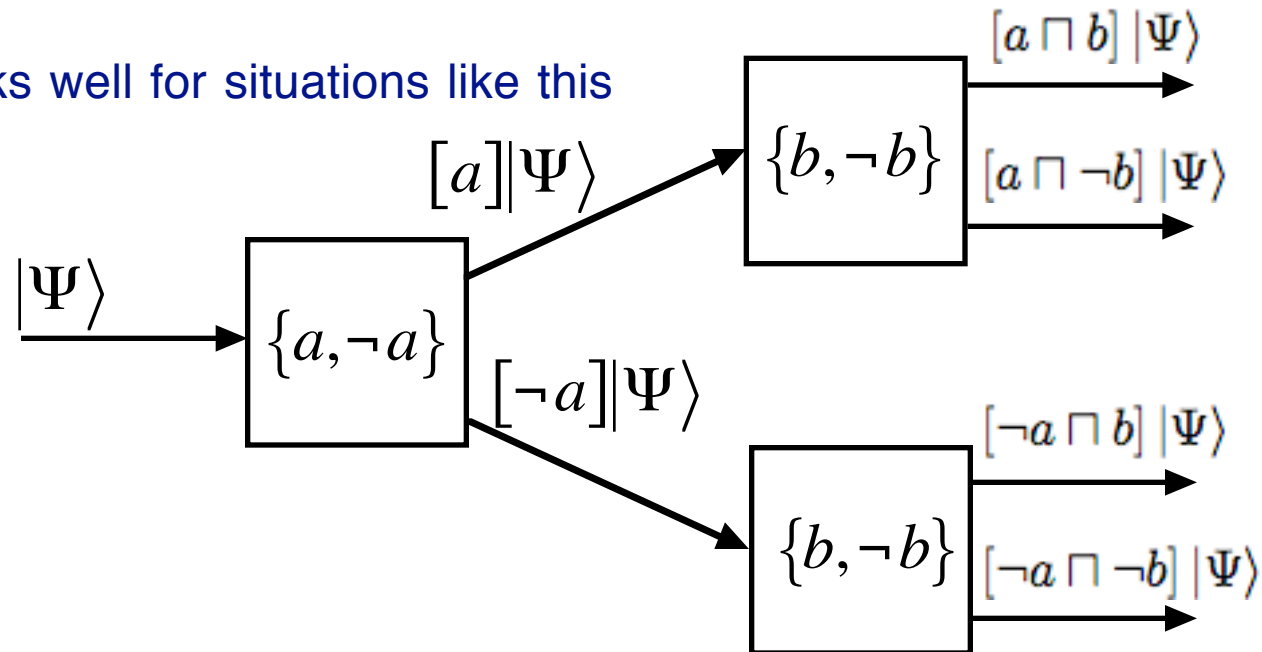 [a ⊓ b] |Ψ⟩
ks well for situations like this
{b,¬b}
[a]|Ψ⟩
[a ⊓ ¬b] |Ψ⟩
|Ψ⟩
{a,¬a}
[¬a]|Ψ⟩
[¬a ⊓ b] |Ψ⟩
{b,¬b}
[¬a ⊓ ¬b] |Ψ⟩